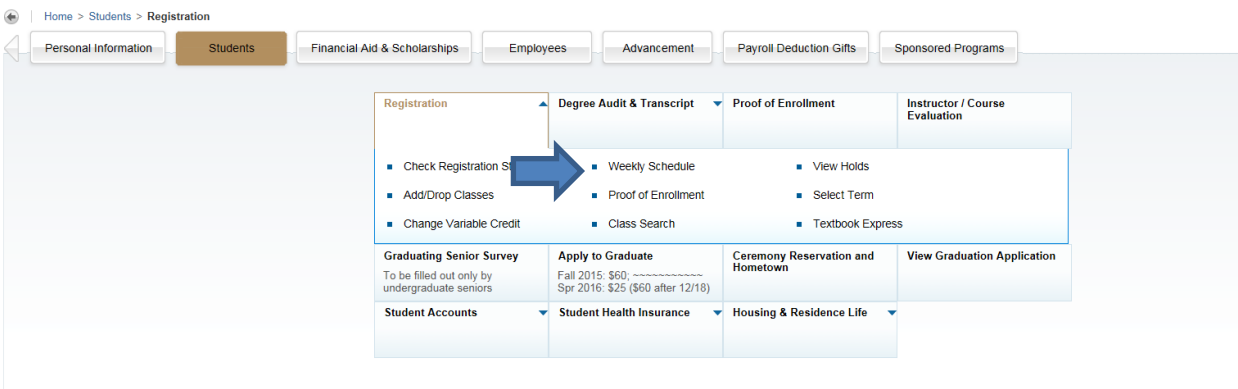 Home > Students > Registration
Personal Information
Students
Financial Aid & Scholarships
Employees
Advancement
Payroll Deduction Gifts
Sponsored Programs
Registration
Degree Audit & Transcript
Proof of Enrollment
Instructor / Course
Evaluation
Check Registration
Weekly Schedule
View Holds
Add/Drop Classes
Proof of Enrollment
Select Term
Change Variable Credit
Class Search
Textbook Express
Graduating Senior Survey
To be filled out only by
undergraduate seniors
Apply to Graduate
Fall 2015: $60; ~~~~~~~~~~~
Spr 2016: $25 ($60 after 12/18)
Ceremony Reservation and
Hometown
View Graduation Application
Student Accounts
Student Health Insurance
Housing & Residence Life